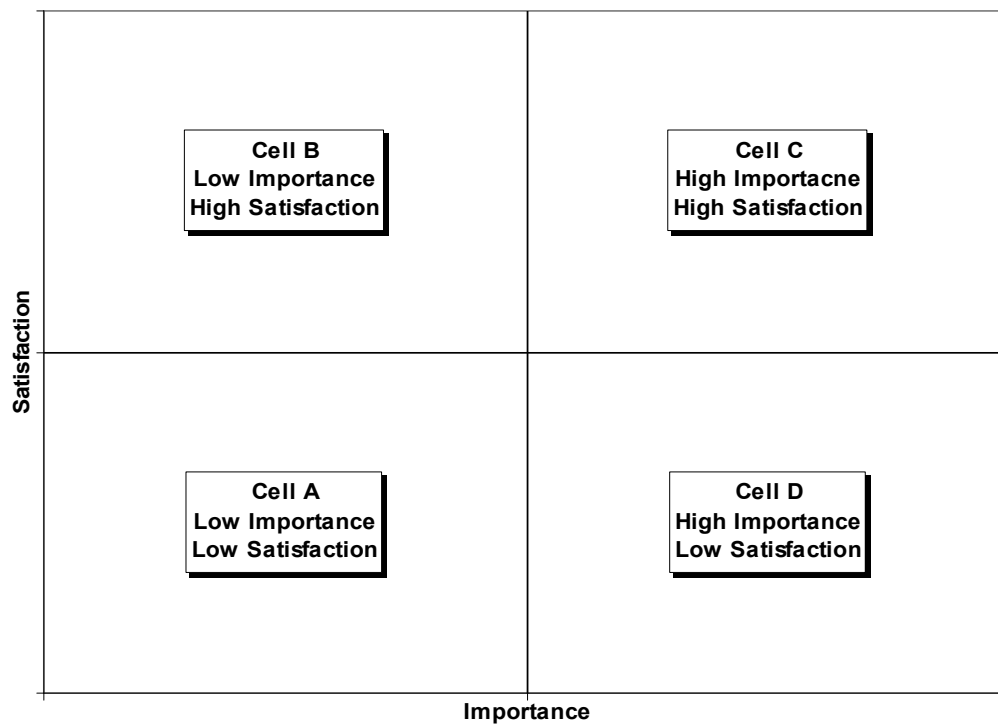 Cell B
Low Importance
High Satisfaction
Cell C
High Importacne
High Satisfaction
Satisfaction
Cell A
Low Importance
Low Satisfaction
Cell D
High Importance
Low Satisfaction
Importance